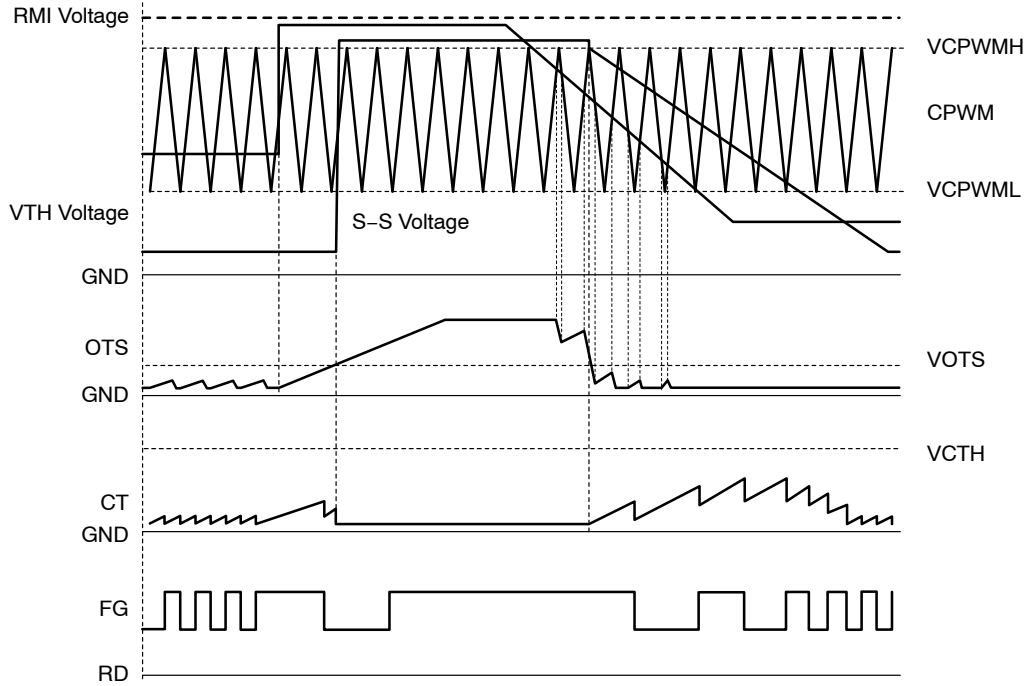 RMI Voltage
VCPWMH
CPWM
VCPWML
VTH Voltage
S–S Voltage
GND
OTS
VOTS
GND
VCTH
CT
GND
FG
RD